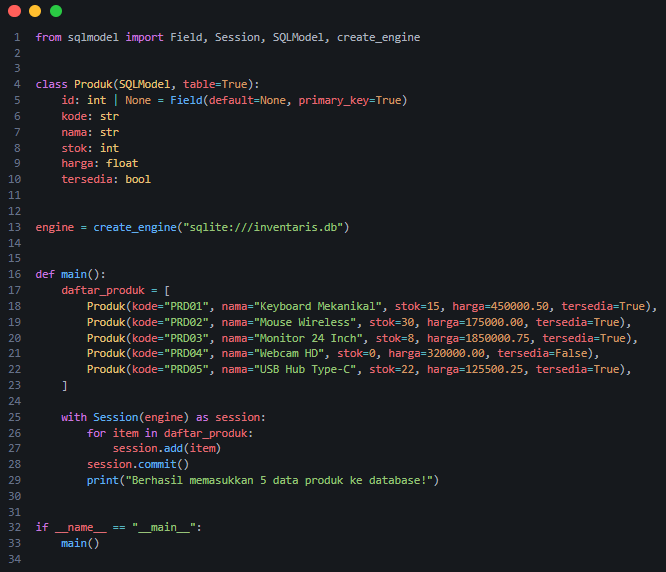 1 from sqlmodel import Field, Session, SQLModel, create_engine
2
3
4 class Produk(SQLModel, table=True):
5     id: int | None = Field(default=None, primary_key=True)
6     kode: str
7     nama: str
8     stok: int
9     harga: float
10     tersedia: bool
11
12
13 engine = create_engine("sqlite:///inventaris.db")
14
15
16 def main():
17     daftar_produk = [
18         Produk(kode="PRD01", nama="Keyboard Mekanikal", stok=15, harga=450000.50, tersedia=True),
19         Produk(kode="PRD02", nama="Mouse Wireless", stok=30, harga=175000.00, tersedia=True),
20         Produk(kode="PRD03", nama="Monitor 24 Inch", stok=8, harga=1850000.75, tersedia=True),
21         Produk(kode="PRD04", nama="Webcam HD", stok=0, harga=320000.00, tersedia=False),
22         Produk(kode="PRD05", nama="USB Hub Type-C", stok=22, harga=125500.25, tersedia=True),
23     ]
24
25     with Session(engine) as session:
26         for item in daftar_produk:
27             session.add(item)
28         session.commit()
29         print("Berhasil memasukkan 5 data produk ke database!")
30
31
32 if __name__ == "__main__":
33     main()
34